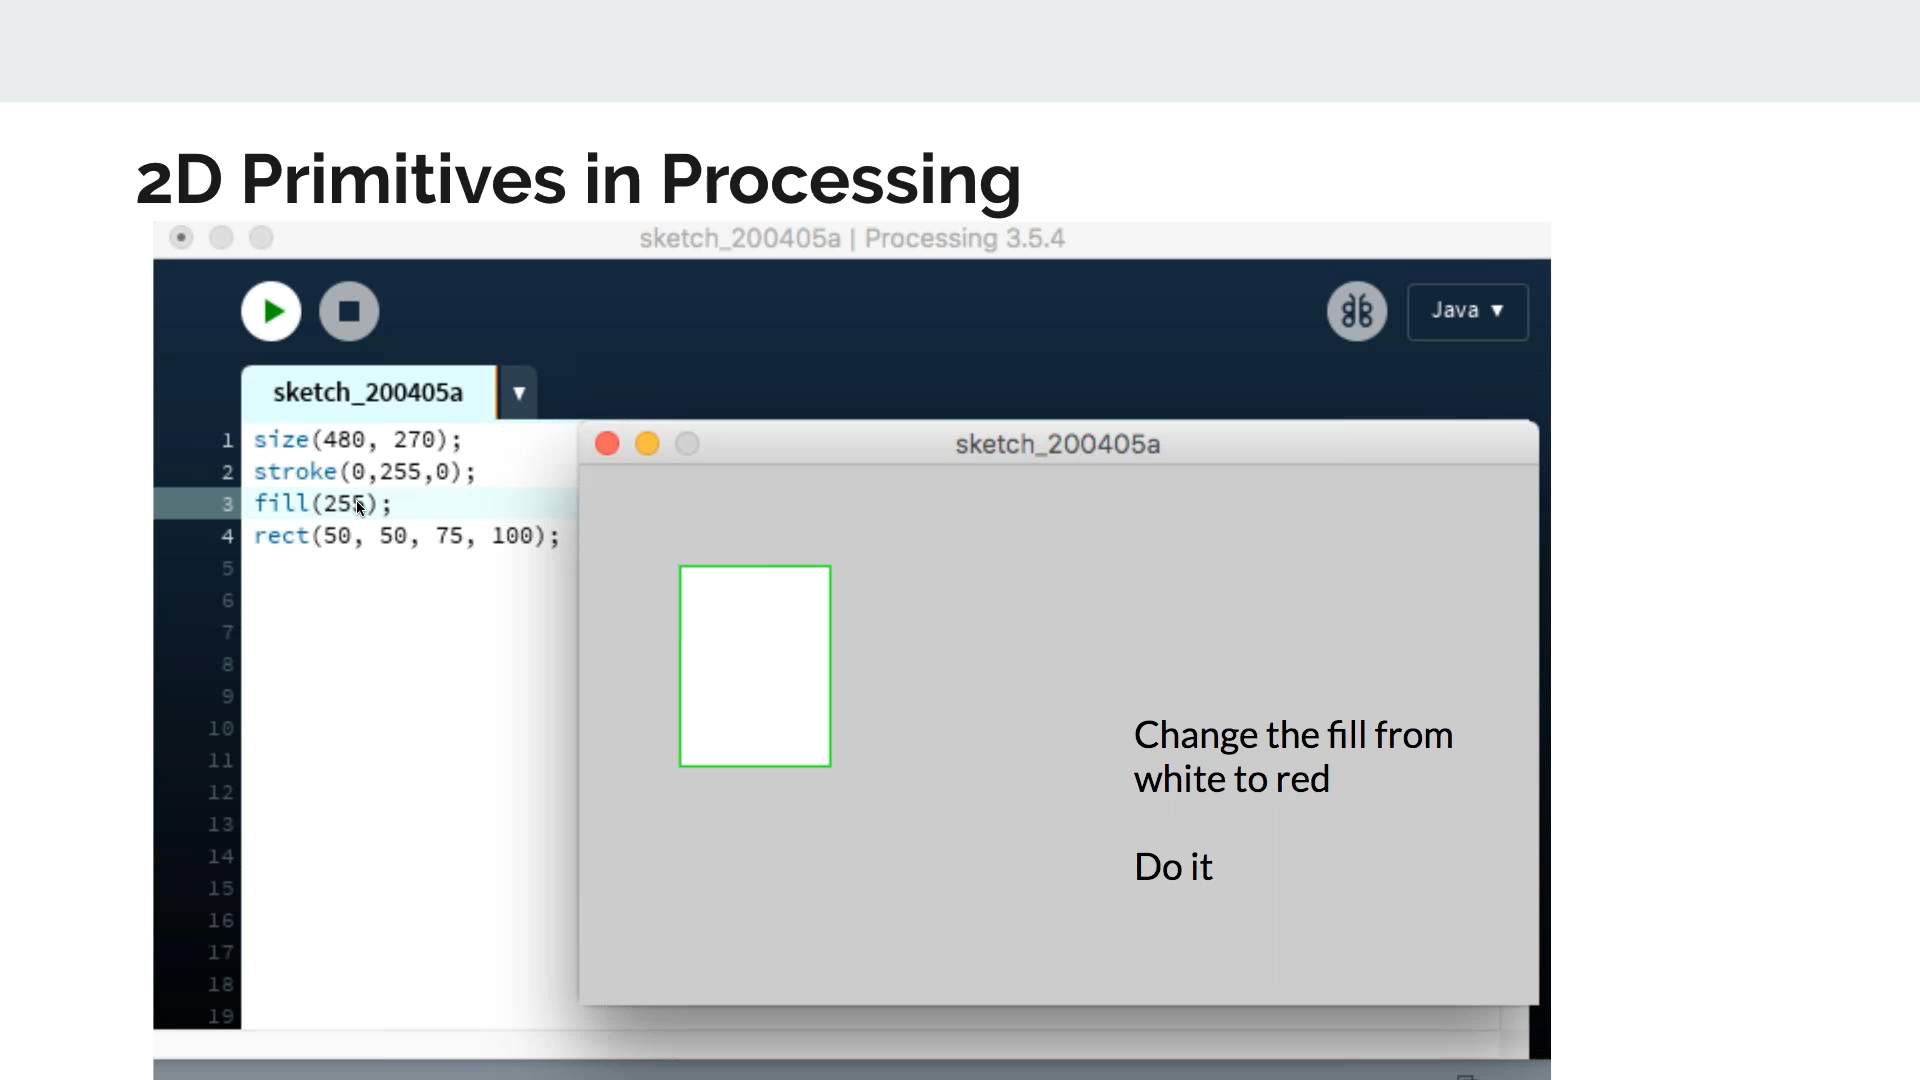 2D Primitives in Processing
sketch_200405a | Processing 3.5.4
Java ▼
sketch_200405a ▼
1 size(480, 270);
2 stroke(0,255,0);
3 fill(255);
4 rect(50, 50, 75, 100);
5
6
7
8
9
10
11
12
13
14
15
16
17
18
19
sketch_200405a
Change the fill from
white to red
Do it